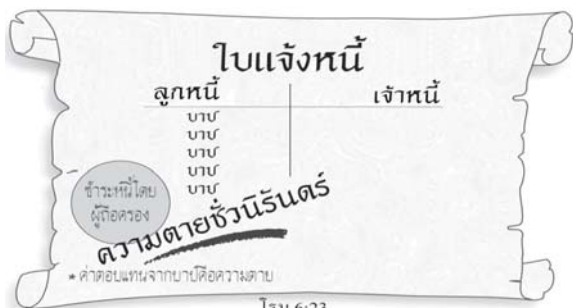 ใบแจ้งหนี้
ลูกหนี้ เจ้าหนี้
บาป
บาป
บาป
บาป
บาป
ชำระหนี้โดย
ผู้ถือครอง
ความตายชั่วนิรันดร์
* ค่าตอบแทนจากบาปคือความตาย
โรม 6:23